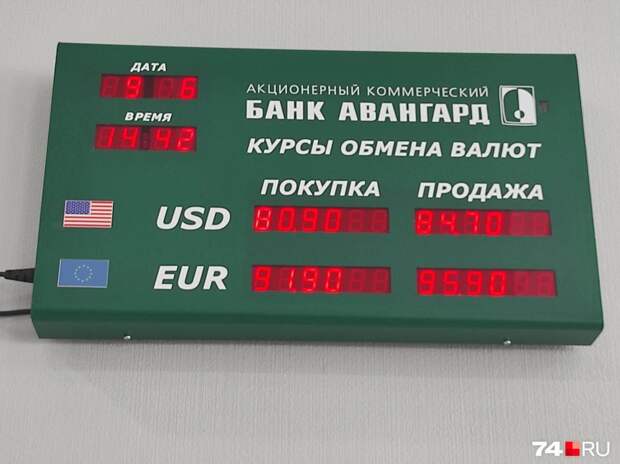 ДАТА
9 6
АКЦИОНЕРНЫЙ КОММЕРЧЕСКИЙ
БАНК АВАНГАРД
ВРЕМЯ
14:42
КУРСЫ ОБМЕНА ВАЛЮТ
ПОКУПКА ПРОДАЖА
USD 80.90 84.70
EUR 91.90 95.90
74.RU